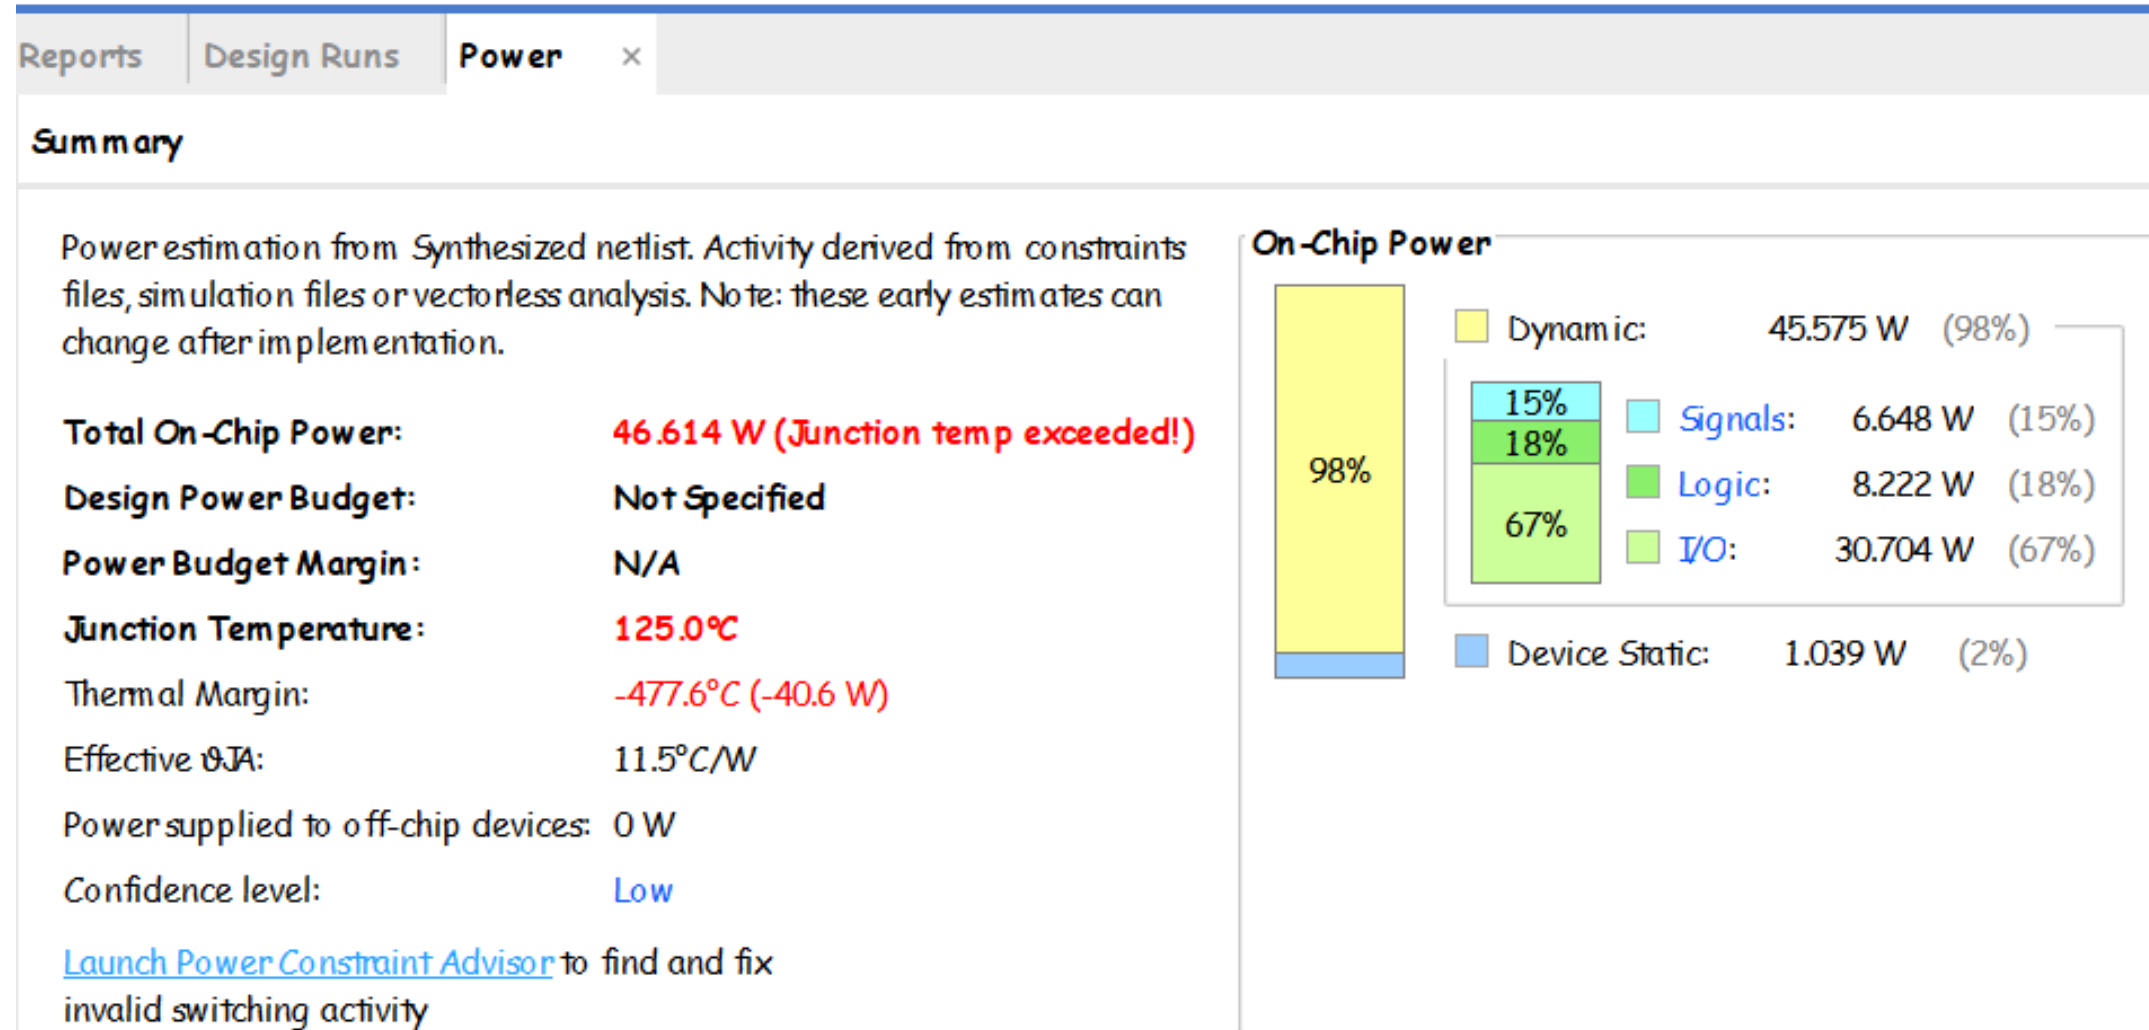 Reports Design Runs Power ×
Summary
Power estimation from Synthesized netlist. Activity derived from constraints
files, simulation files or vectorless analysis. Note: these early estimates can
change after implementation.
Total On-Chip Power: 46.614 W (Junction temp exceeded!)
Design Power Budget: Not Specified
Power Budget Margin: N/A
Junction Temperature: 125.0°C
Thermal Margin: -477.6°C (-40.6 W)
Effective ϑJA: 11.5°C/W
Power supplied to off-chip devices: 0 W
Confidence level: Low
Launch Power Constraint Advisor to find and fix
invalid switching activity
On-Chip Power
98%
Dynamic: 45.575 W (98%)
15%
18%
67%
Signals: 6.648 W (15%)
Logic: 8.222 W (18%)
I/O: 30.704 W (67%)
Device Static: 1.039 W (2%)